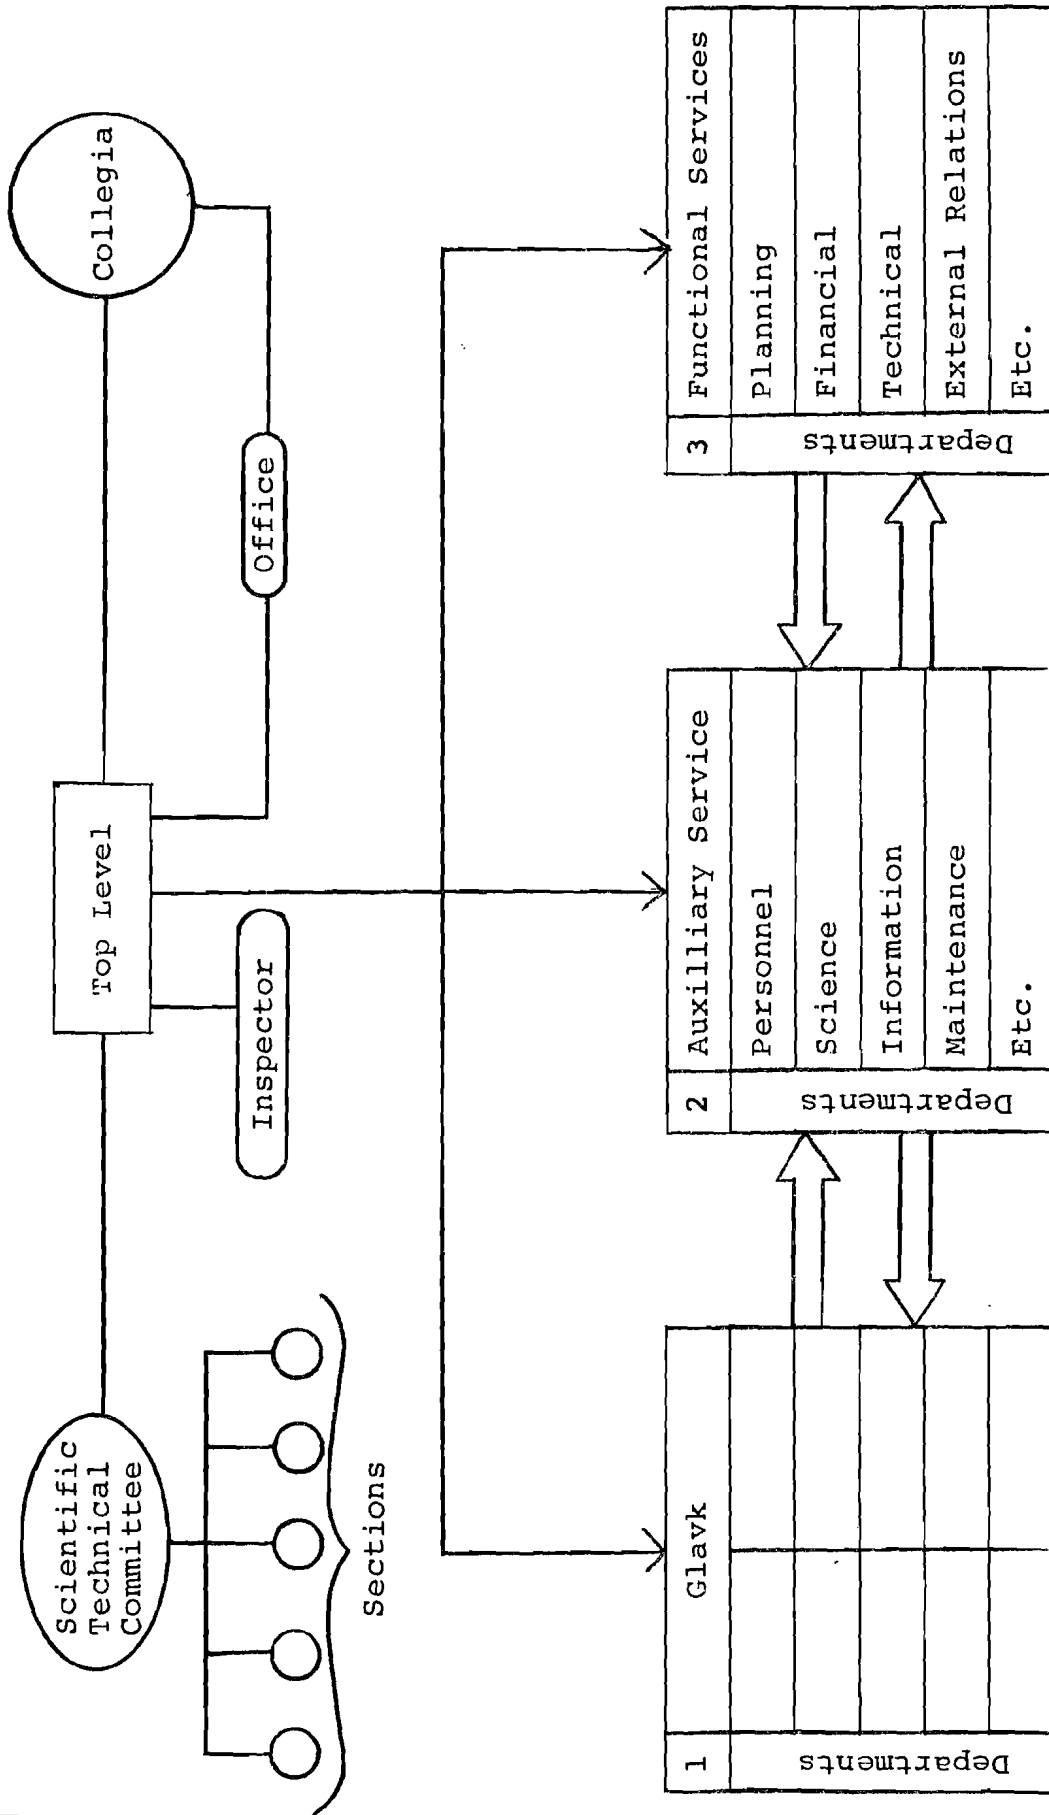 Scientific
Technical
Committee
Top Level
Collegia
Inspector
Office
Sections
1
Glavk
Departments
2
Auxilliary Service
Departments
Personnel
Science
Information
Maintenance
Etc.
3
Functional Services
Departments
Planning
Financial
Technical
External Relations
Etc.